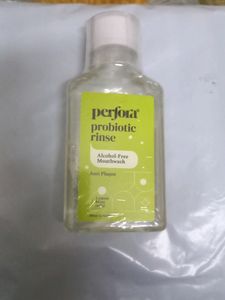 perfora®
probiotic
rinse
Alcohol-Free
Mouthwash
Anti Plaque